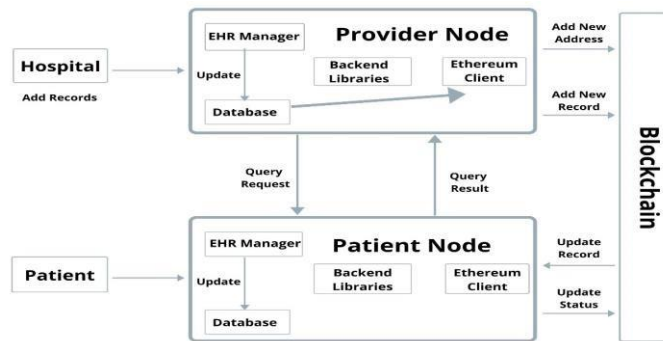 EHR Manager
Provider Node
Add New
Address
Hospital
Update
Backend
Libraries
Ethereum
Client
Add Records
Database
Add New
Record
Blockchain
Query
Request
Query
Result
EHR Manager
Patient Node
Update
Record
Patient
Update
Backend
Libraries
Ethereum
Client
Update
Status
Database